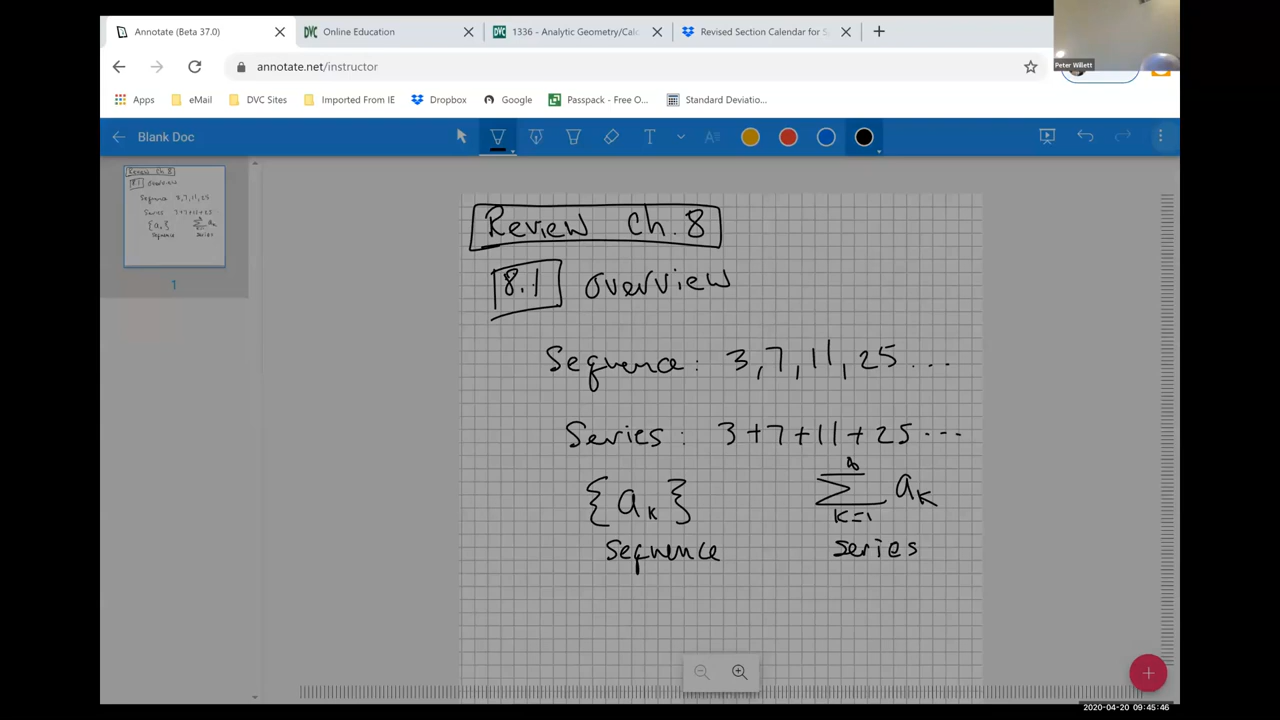 Annotate (Beta 37.0)
Online Education
1336 - Analytic Geometry/Calc
Revised Section Calendar for S
Peter Willett
annotate.net/instructor
Apps
eMail
DVC Sites
Imported From IE
Dropbox
Google
Passpack - Free O...
Standard Deviatio...
Blank Doc
Review Ch. 8
8.1 overview
Sequence: 3, 7, 11, 25 ...
Series: 3+7+11+25 ...
{a_k} ∞∑k=1 a_k
sequence series
1
2020-04-20 09:45:46